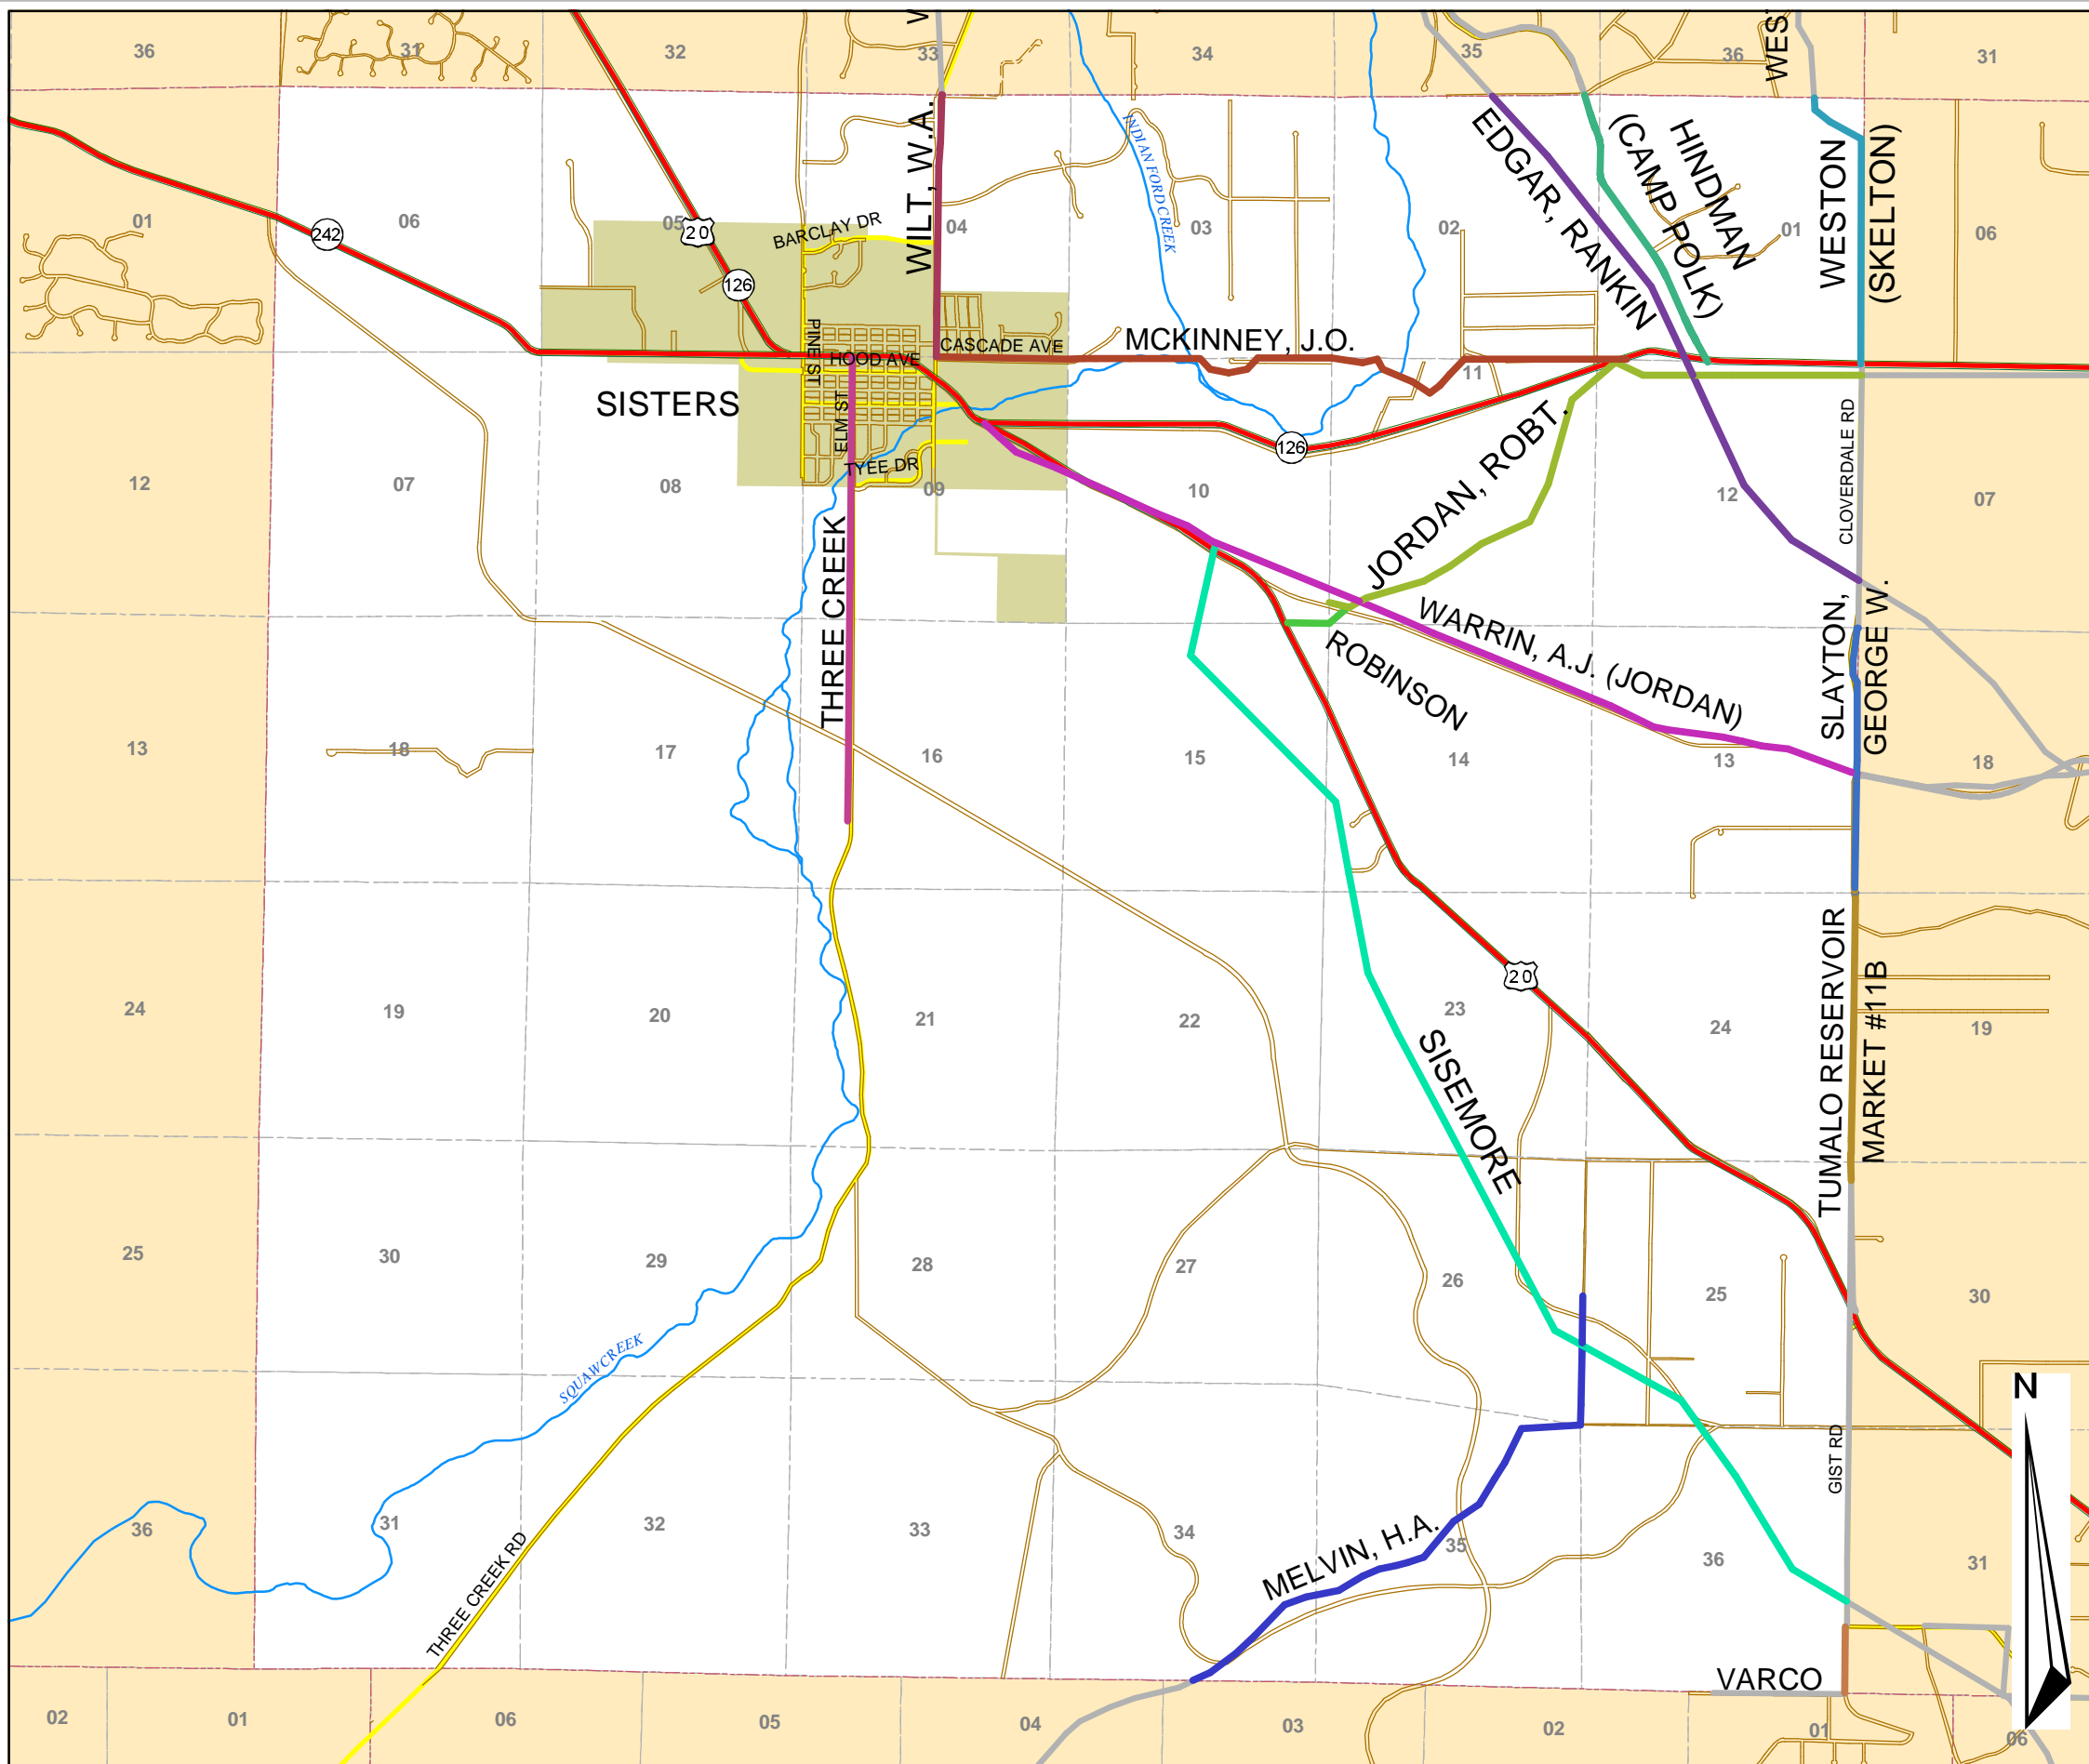 36
31
32
33
34
35
36
31
W
WES
01
06
05
04
03
02
01
06
242
20
126
BARCLAY DR
WILT, W.A.
INDIAN FORD CREEK
EDGAR, RANKIN
HINDMAN
(CAMP POLK)
WESTON
(SKELTON)
PINE ST
HOOD AVE
CASCADE AVE
MCKINNEY, J.O.
SISTERS
ELM ST
TYEE DR
126
11
JORDAN, ROBT.
CLOVERDALE RD
12
07
08
09
10
12
07
THREE CREEK
ROBINSON
WARRIN, A.J. (JORDAN)
SLAYTON,
GEORGE W.
13
18
17
16
15
14
13
18
20
24
19
20
21
22
23
24
19
SISEMORE
TUMALO RESERVOIR
MARKET #11B
25
30
29
28
27
26
25
30
SQUAW CREEK
N
GIST RD
36
31
32
33
34
35
36
31
THREE CREEK RD
MELVIN, H.A.
VARCO
02
01
06
05
04
03
02
01
06